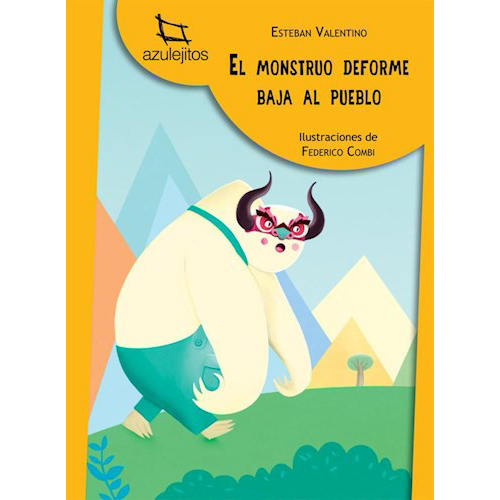 azulejitos
ESTEBAN VALENTINO
EL MONSTRUO DEFORME
BAJA AL PUEBLO
Ilustraciones de
FEDERICO COMBI